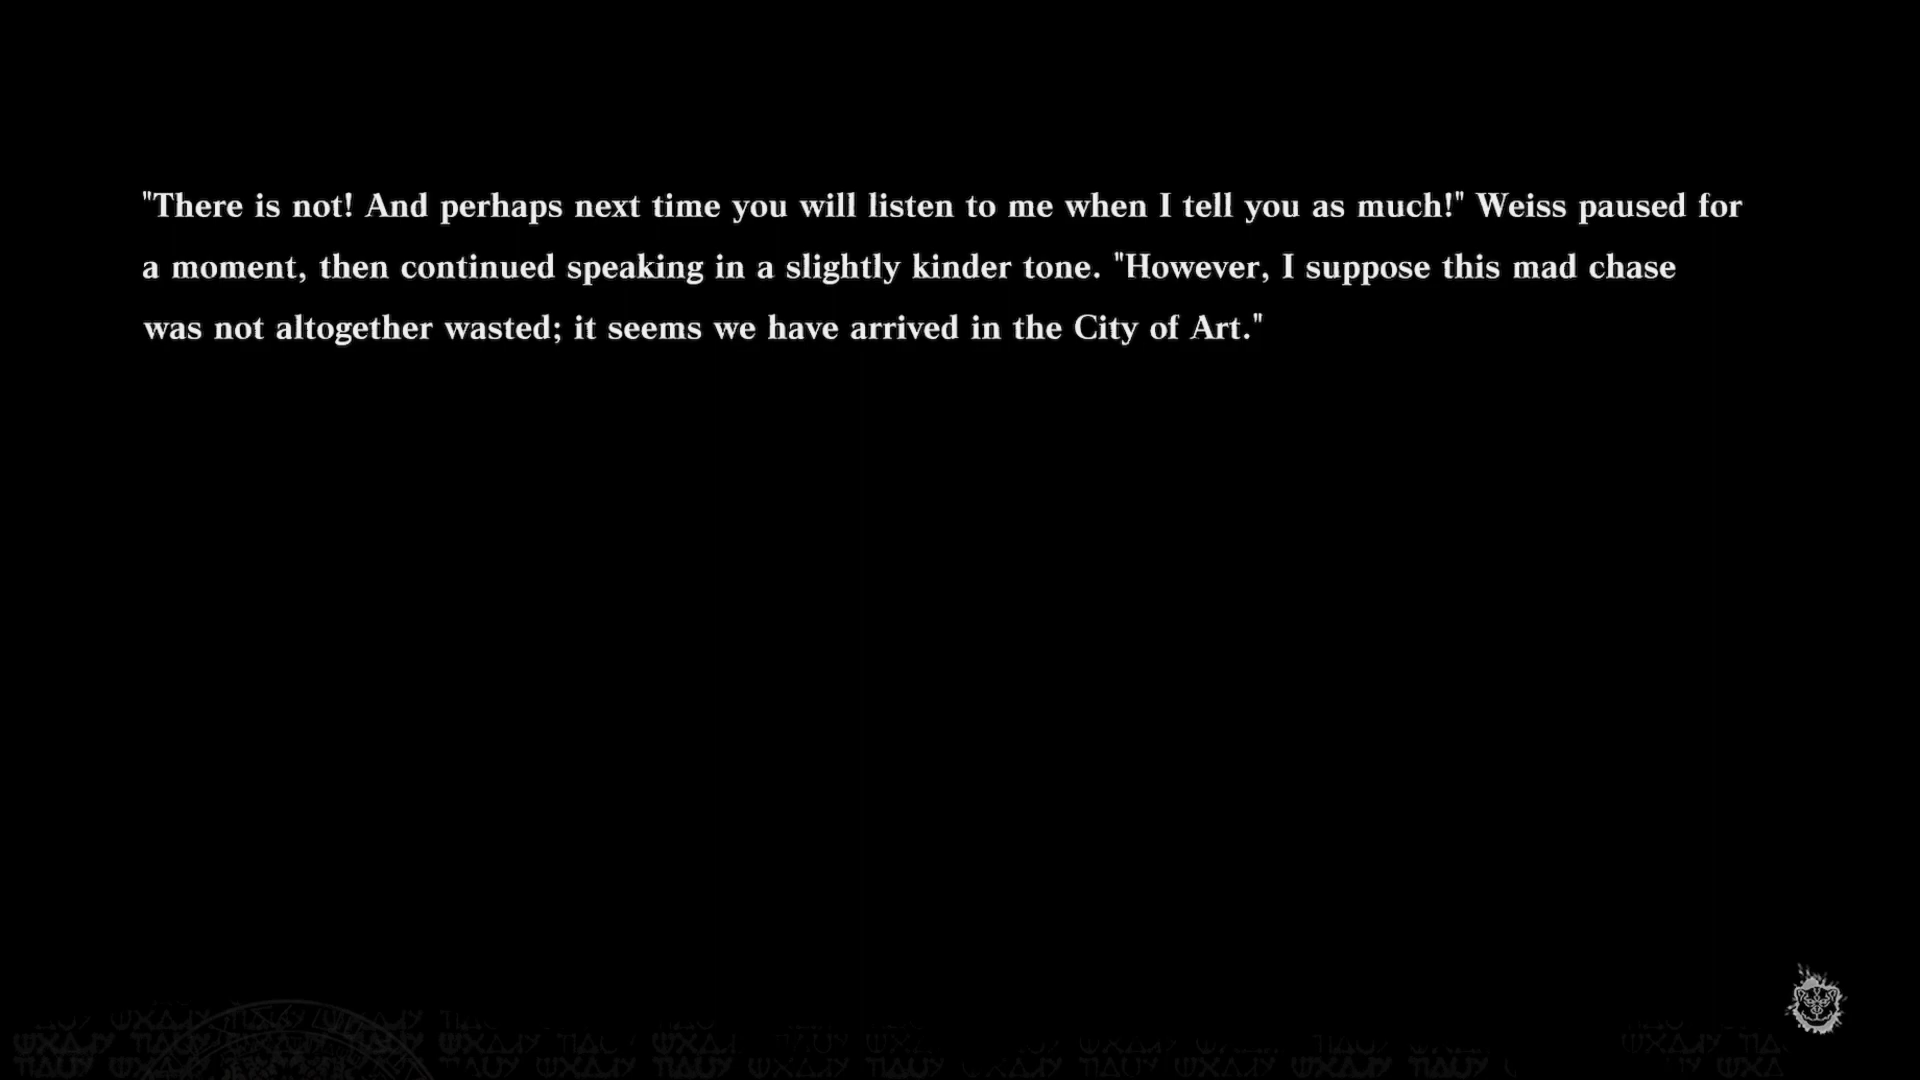 "There is not! And perhaps next time you will listen to me when I tell you as much!" Weiss paused for
a moment, then continued speaking in a slightly kinder tone. "However, I suppose this mad chase
was not altogether wasted; it seems we have arrived in the City of Art."